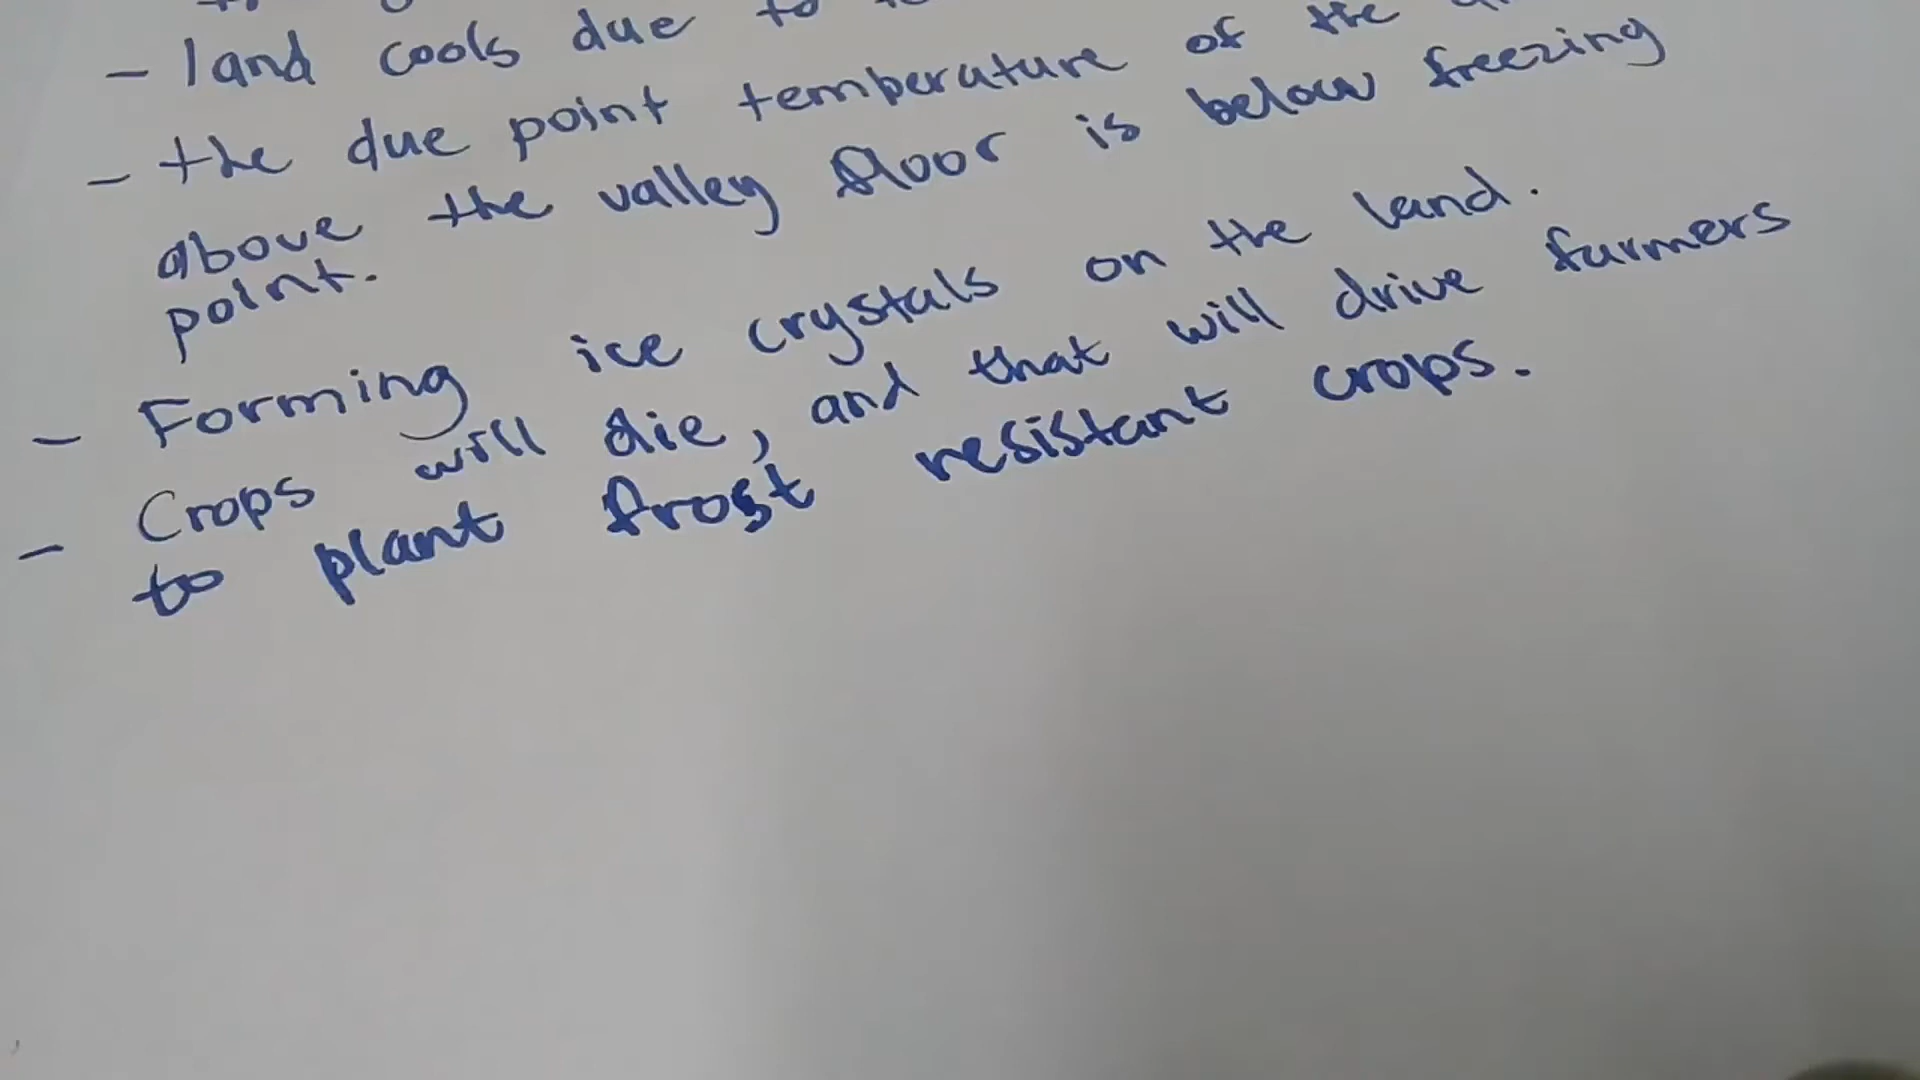 - land cools due to
- the due point temperature of the
above the valley floor is below freezing
point.
- Forming ice crystals on the land.
- Crops will die, and that will drive farmers
to plant frost resistant crops.